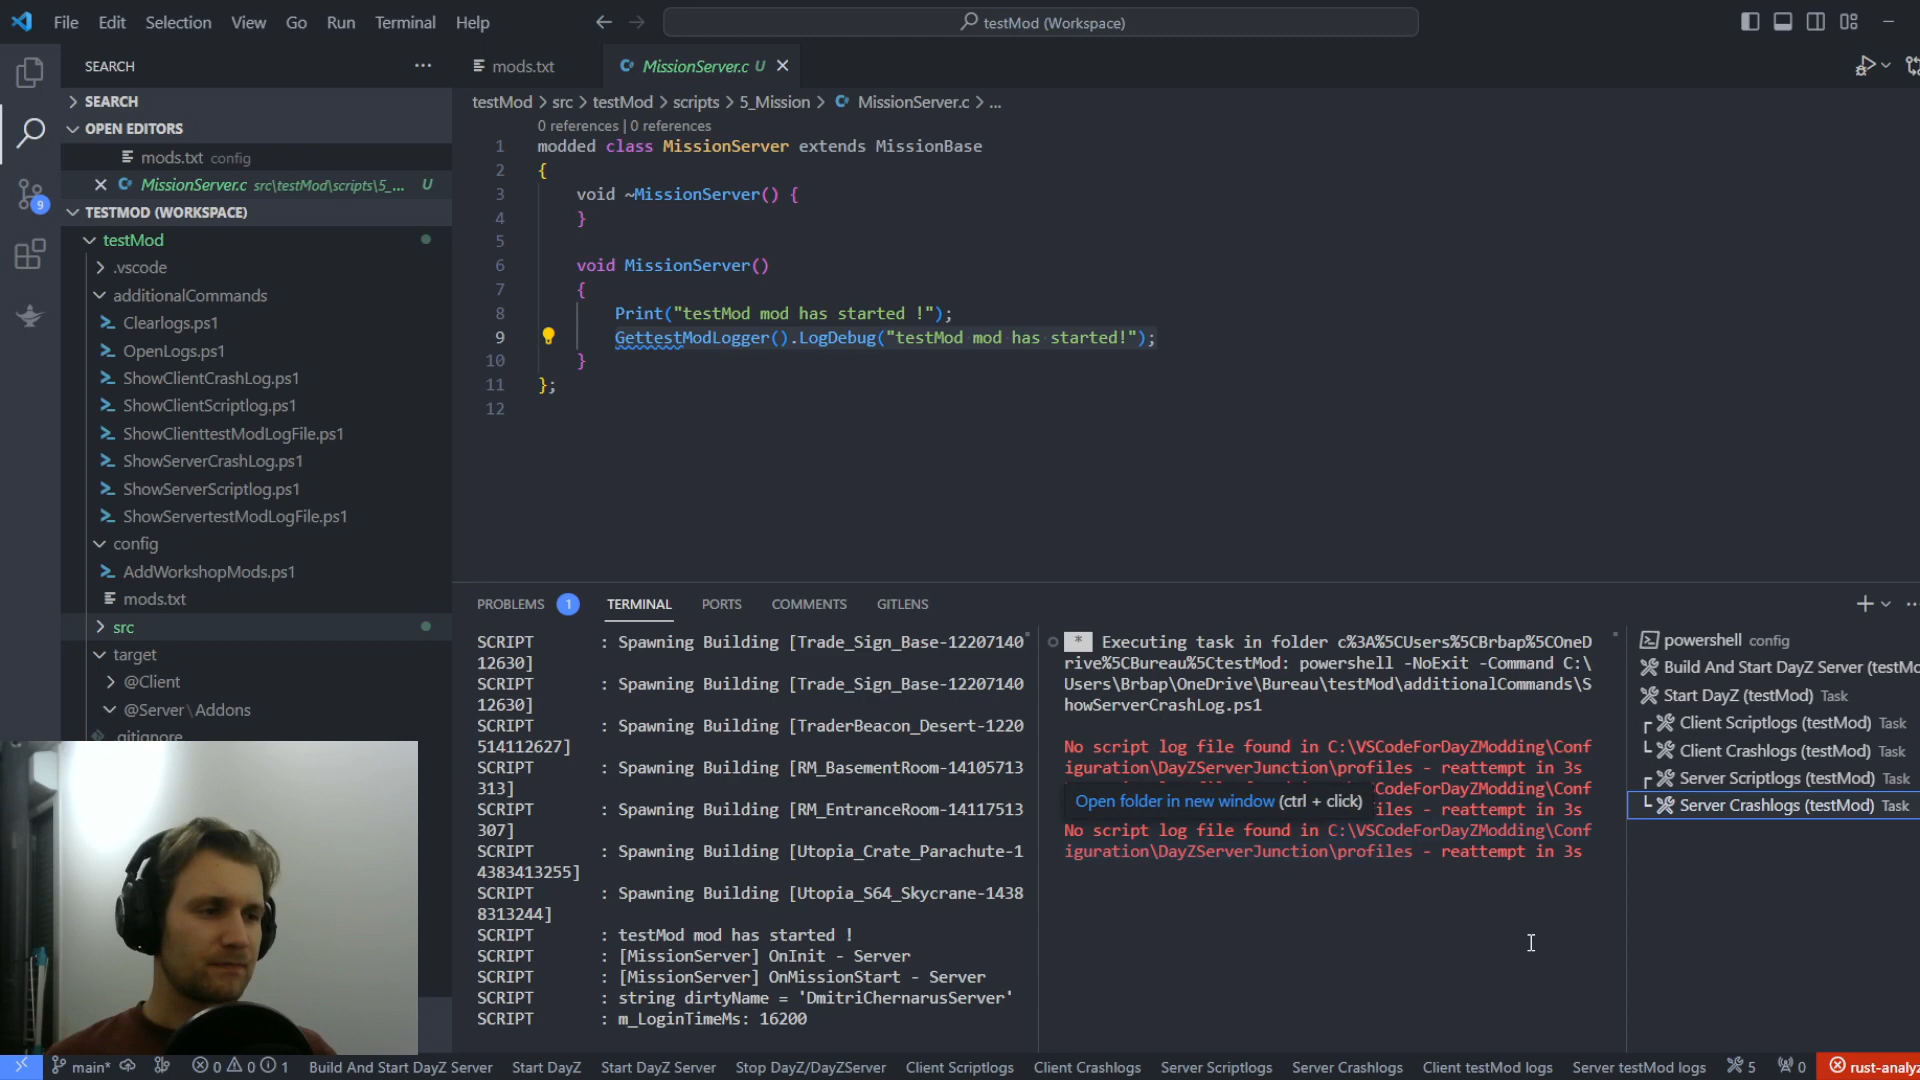 File Edit Selection View Go Run Terminal Help
testMod (Workspace)
SEARCH
SEARCH
OPEN EDITORS
mods.txt config
MissionServer.c src\testMod\scripts\5_... U
TESTMOD (WORKSPACE)
testMod
.vscode
additionalCommands
Clearlogs.ps1
OpenLogs.ps1
ShowClientCrashLog.ps1
ShowClientScriptlog.ps1
ShowClienttestModLogFile.ps1
ShowServerCrashLog.ps1
ShowServerScriptlog.ps1
ShowServertestModLogFile.ps1
config
AddWorkshopMods.ps1
mods.txt
src
target
@Client
@Server\Addons
.gitignore
9
mods.txt
MissionServer.c U
testMod > src > testMod > scripts > 5_Mission > MissionServer.c > ...
0 references | 0 references
1 modded class MissionServer extends MissionBase
2 {
3 void ~MissionServer() {
4 }
5
6 void MissionServer()
7 {
8 Print("testMod mod has started !");
9 GettestModLogger().LogDebug("testMod mod has started!");
10 }
11 };
12
PROBLEMS 1 TERMINAL PORTS COMMENTS GITLENS
SCRIPT : Spawning Building [Trade_Sign_Base-12207140
12630]
SCRIPT : Spawning Building [Trade_Sign_Base-12207140
12630]
SCRIPT : Spawning Building [TraderBeacon_Desert-1220
514112627]
SCRIPT : Spawning Building [RM_BasementRoom-14105713
313]
SCRIPT : Spawning Building [RM_EntranceRoom-14117513
307]
SCRIPT : Spawning Building [Utopia_Crate_Parachute-1
4383413255]
SCRIPT : Spawning Building [Utopia_S64_Skycrane-1438
8313244]
SCRIPT : testMod mod has started !
SCRIPT : [MissionServer] OnInit - Server
SCRIPT : [MissionServer] OnMissionStart - Server
SCRIPT : string dirtyName = 'DmitriChernarusServer'
SCRIPT : m_LoginTimeMs: 16200
* Executing task in folder c%3A%5CUsers%5CBrbap%5COneD
rive%5CBureau%5CtestMod: powershell -NoExit -Command C:\
Users\Brbap\OneDrive\Bureau\testMod\additionalCommands\S
howServerCrashLog.ps1
No script log file found in C:\VSCodeForDayZModding\Conf
iguration\DayZServerJunction\profiles - reattempt in 3s
C:\VSCodeForDayZModding\Conf
Open folder in new window (ctrl + click)
iles - reattempt in 3s
No script log file found in C:\VSCodeForDayZModding\Conf
iguration\DayZServerJunction\profiles - reattempt in 3s
powershell config
Build And Start DayZ Server (testMo
Start DayZ (testMod) Task
Client Scriptlogs (testMod) Task
Client Crashlogs (testMod) Task
Server Scriptlogs (testMod) Task
Server Crashlogs (testMod) Task
main* 0 0 1 Build And Start DayZ Server Start DayZ Start DayZ Server Stop DayZ/DayZServer Client Scriptlogs Client Crashlogs Server Scriptlogs Server Crashlogs Client testMod logs Server testMod logs 5 0 rust-analyz